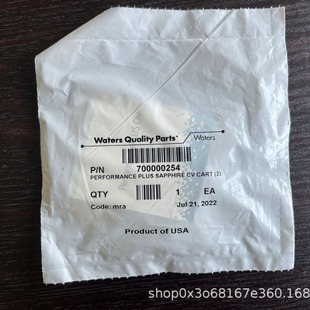 Waters Quality Parts™
Waters
P/N 700000254
PERFORMANCE PLUS SAPPHIRE CV CART (2)
QTY 1 EA
Code: mra Jul 21, 2022
Product of USA
shop0x3o68167e360.168